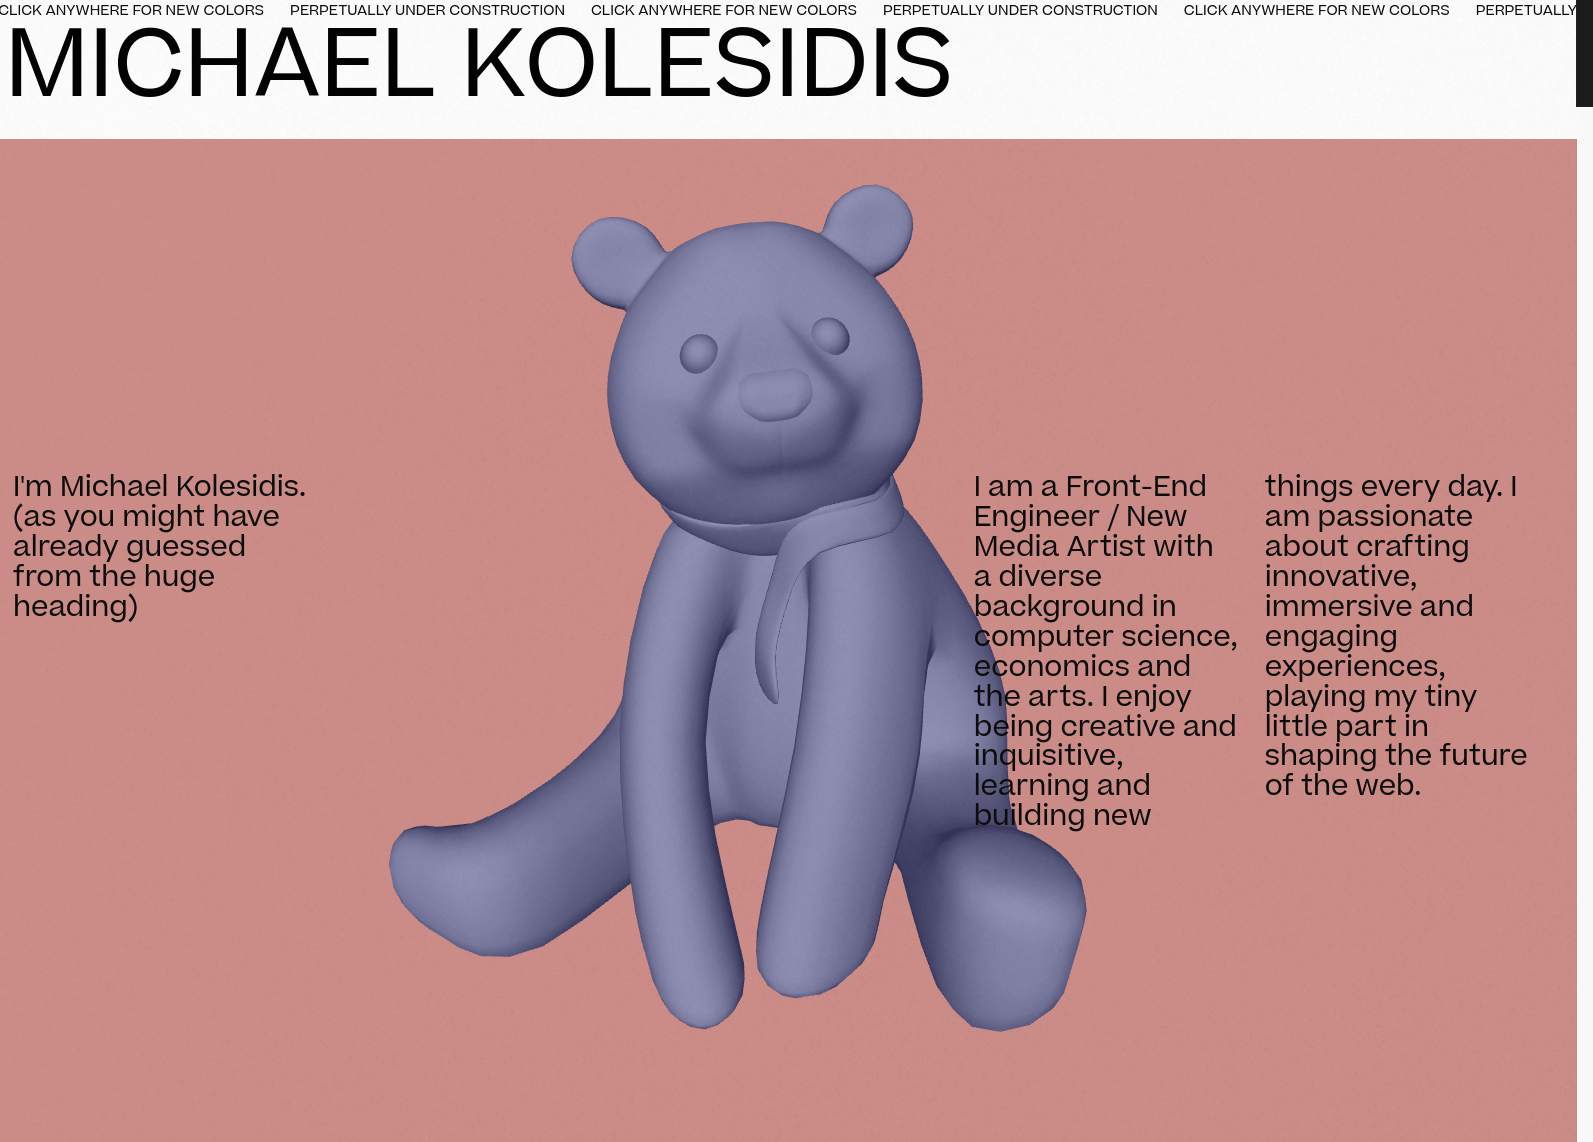 CLICK ANYWHERE FOR NEW COLORS PERPETUALLY UNDER CONSTRUCTION CLICK ANYWHERE FOR NEW COLORS PERPETUALLY UNDER CONSTRUCTION CLICK ANYWHERE FOR NEW COLORS PERPETUALLY
MICHAEL KOLESIDIS
I'm Michael Kolesidis.
(as you might have
already guessed
from the huge
heading)
I am a Front-End
Engineer / New
Media Artist with
a diverse
background in
computer science,
economics and
the arts. I enjoy
being creative and
inquisitive,
learning and
building new
things every day. I
am passionate
about crafting
innovative,
immersive and
engaging
experiences,
playing my tiny
little part in
shaping the future
of the web.